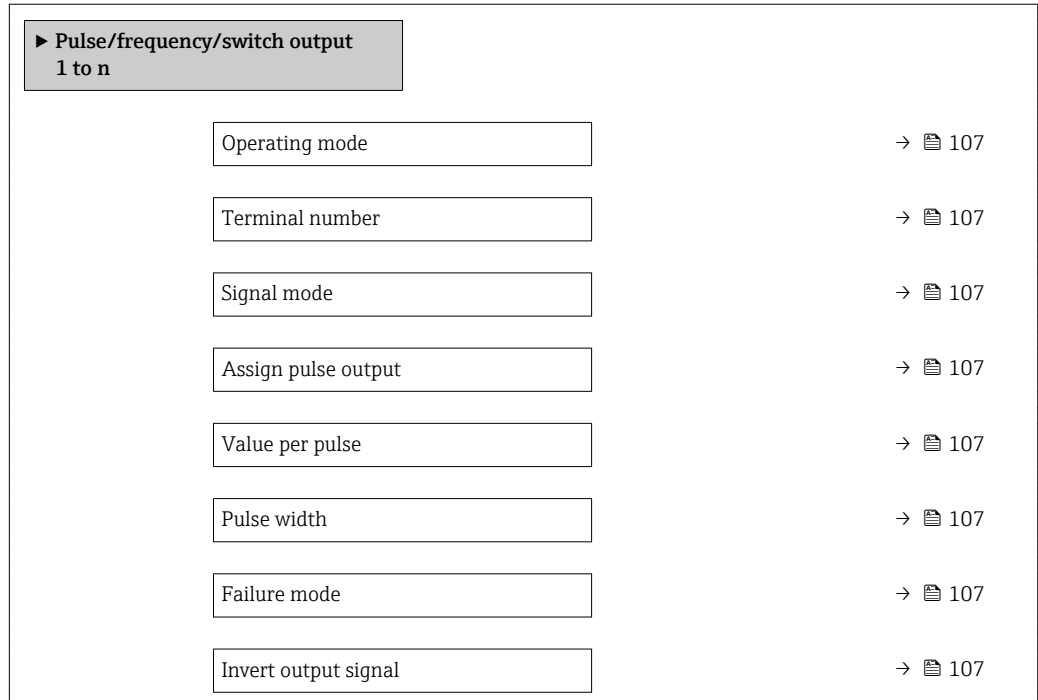 ▶ Pulse/frequency/switch output
1 to n
Operating mode → 107
Terminal number → 107
Signal mode → 107
Assign pulse output → 107
Value per pulse → 107
Pulse width → 107
Failure mode → 107
Invert output signal → 107